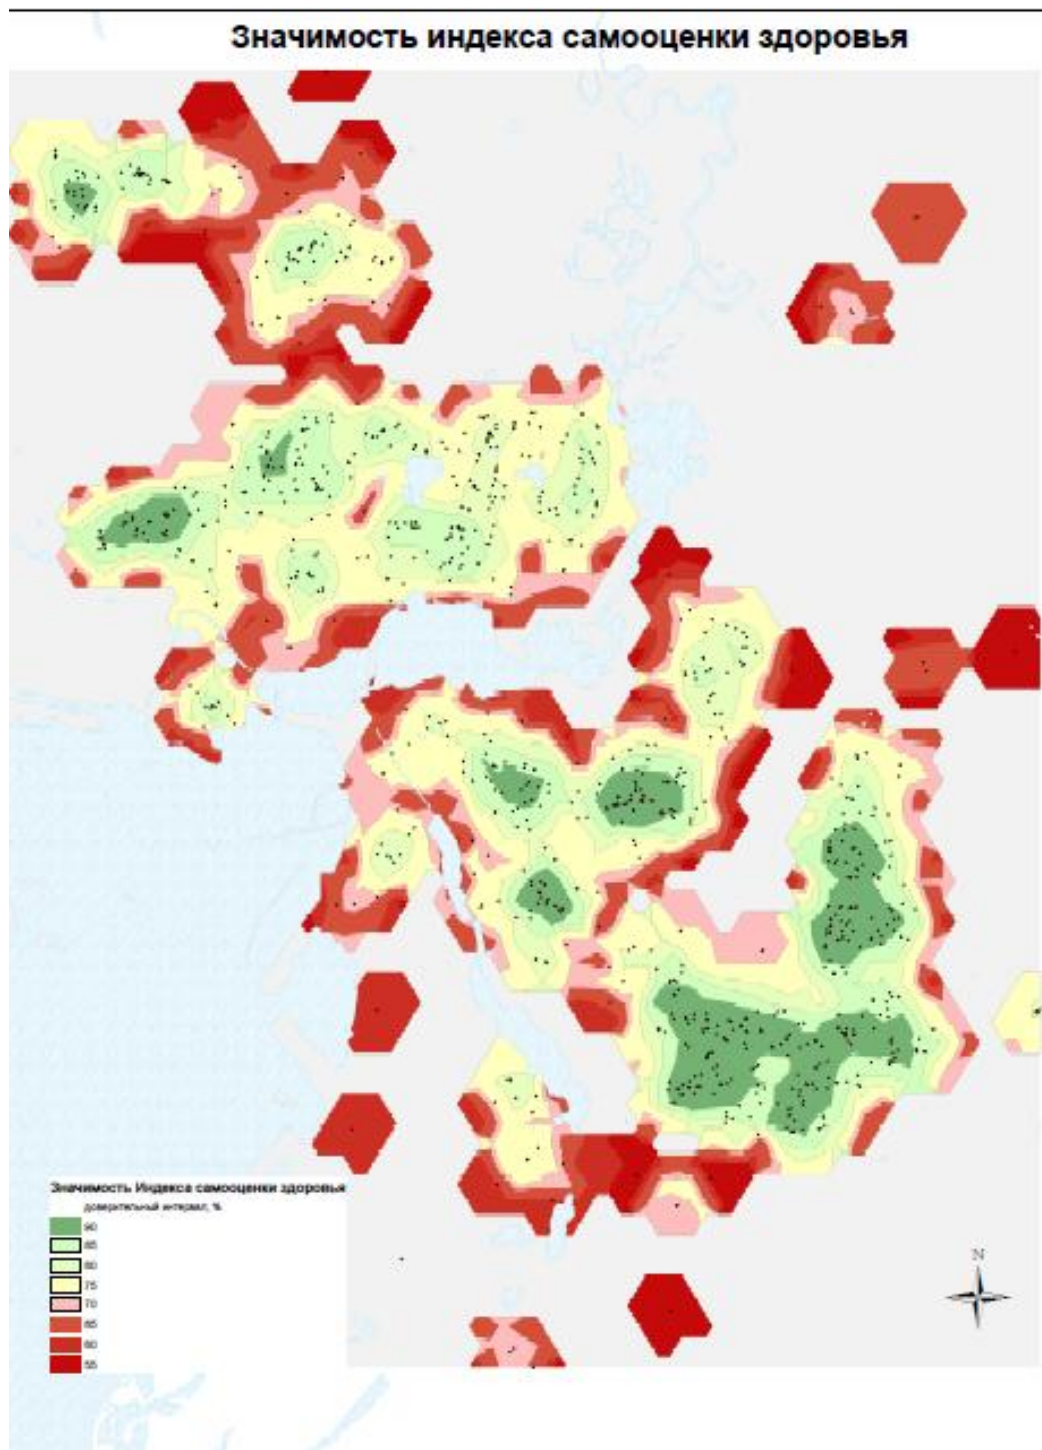 Значимость индекса самооценки здоровья
Значимость Индекса самооценки здоровья
доверительный интервал, %
90
85
80
75
70
65
60
55
N